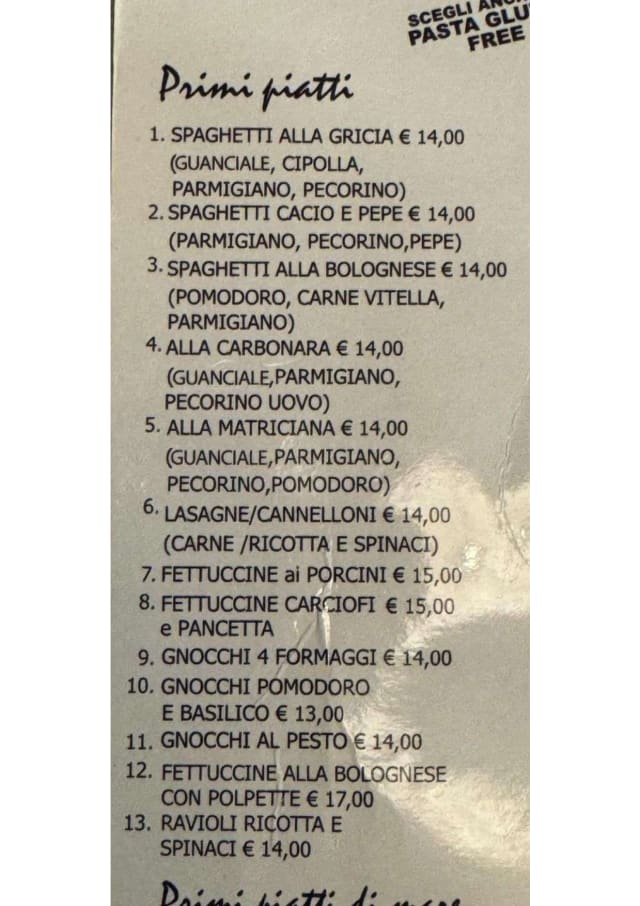 SCEGLI
PASTA GLU
FREE
Primi piatti
1. SPAGHETTI ALLA GRICIA € 14,00
(GUANCIALE, CIPOLLA,
PARMIGIANO, PECORINO)
2. SPAGHETTI CACIO E PEPE € 14,00
(PARMIGIANO, PECORINO,PEPE)
3. SPAGHETTI ALLA BOLOGNESE € 14,00
(POMODORO, CARNE VITELLA,
PARMIGIANO)
4. ALLA CARBONARA € 14,00
(GUANCIALE,PARMIGIANO,
PECORINO UOVO)
5. ALLA MATRICIANA € 14,00
(GUANCIALE,PARMIGIANO,
PECORINO,POMODORO)
6. LASAGNE/CANNELLONI € 14,00
(CARNE /RICOTTA E SPINACI)
7. FETTUCCINE ai PORCINI € 15,00
8. FETTUCCINE CARCIOFI € 15,00
e PANCETTA
9. GNOCCHI 4 FORMAGGI € 14,00
10. GNOCCHI POMODORO
E BASILICO € 13,00
11. GNOCCHI AL PESTO € 14,00
12. FETTUCCINE ALLA BOLOGNESE
CON POLPETTE € 17,00
13. RAVIOLI RICOTTA E
SPINACI € 14,00
Primi piatti di mare